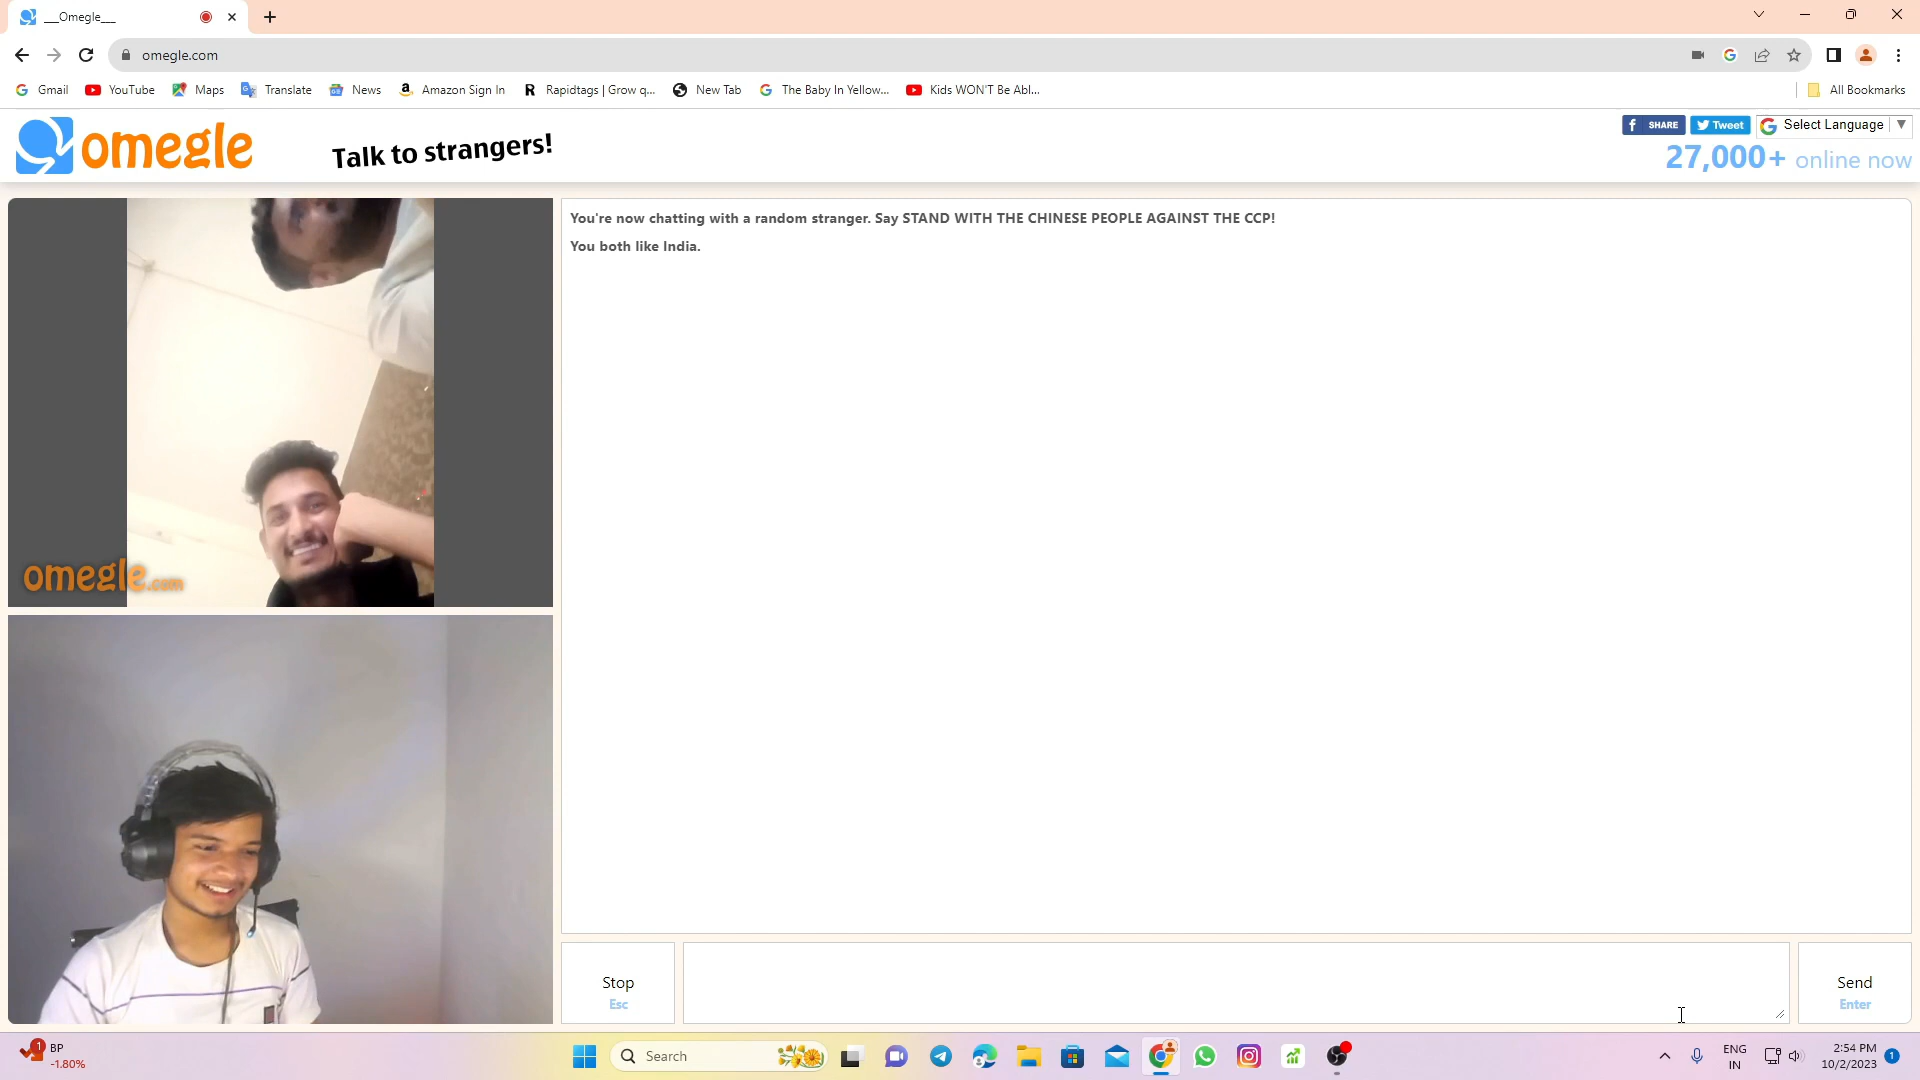 __Omegle__
omegle.com
Gmail
YouTube
Maps
Translate
News
Amazon Sign In
Rapidtags | Grow q...
New Tab
The Baby In Yellow...
Kids WON'T Be Abl...
All Bookmarks
omegle
Talk to strangers!
SHARE
Tweet
Select Language
27,000+ online now
You're now chatting with a random stranger. Say STAND WITH THE CHINESE PEOPLE AGAINST THE CCP!
You both like India.
omegle.com
Stop
Esc
Send
Enter
1
BP
-1.80%
Search
ENG
IN
2:54 PM
10/2/2023
1